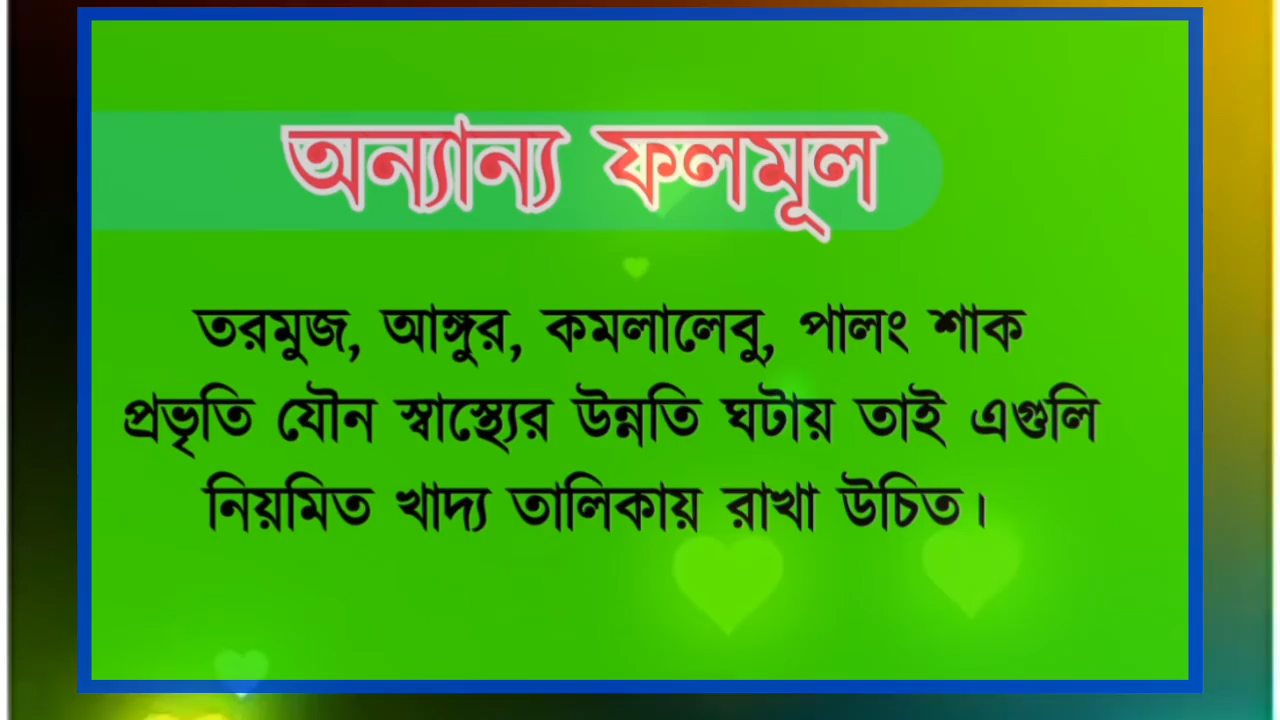 অন্যান্য ফলমূল
তরমুজ, আঙ্গুর, কমলালেবু, পালং শাক
প্রভৃতি যৌন স্বাস্থ্যের উন্নতি ঘটায় তাই এগুলি
নিয়মিত খাদ্য তালিকায় রাখা উচিত।